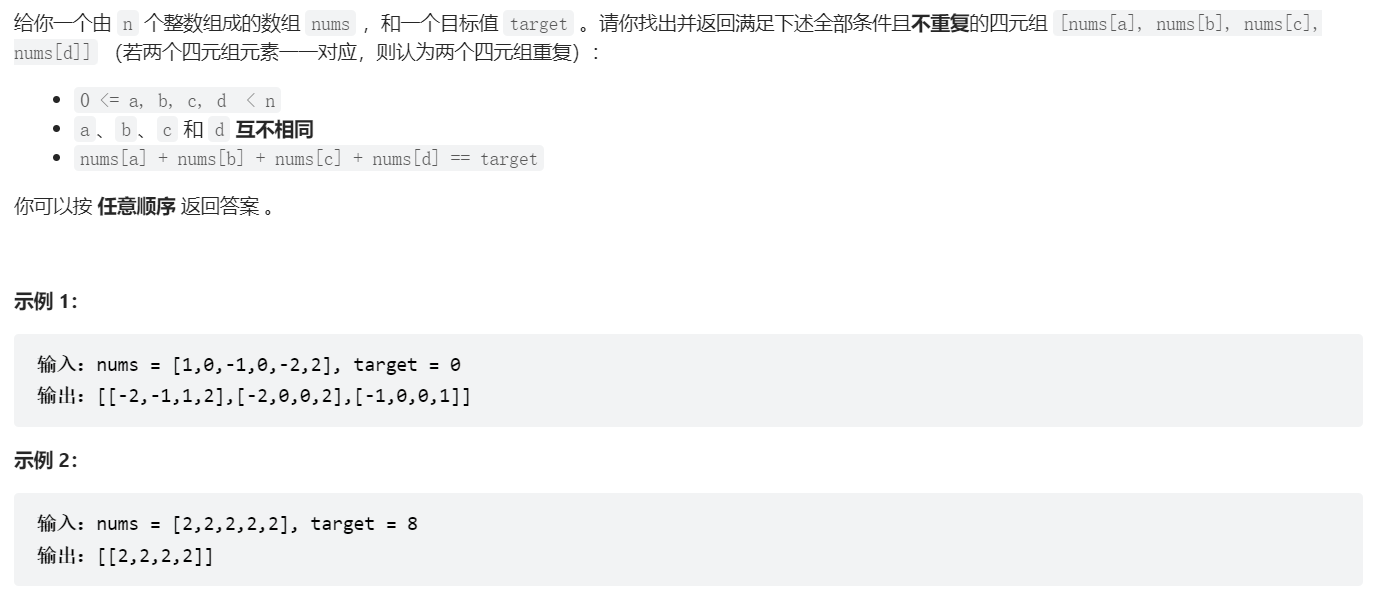 给你一个由 n 个整数组成的数组 nums ，和一个目标值 target 。请你找出并返回满足下述全部条件且不重复的四元组 [nums[a], nums[b], nums[c],
nums[d]] （若两个四元组元素一一对应，则认为两个四元组重复）：
• 0 <= a, b, c, d < n
• a、b、c 和 d 互不相同
• nums[a] + nums[b] + nums[c] + nums[d] == target
你可以按 任意顺序 返回答案 。
示例 1：
输入：nums = [1,0,-1,0,-2,2], target = 0
输出：[[-2,-1,1,2],[-2,0,0,2],[-1,0,0,1]]
示例 2：
输入：nums = [2,2,2,2,2], target = 8
输出：[[2,2,2,2]]